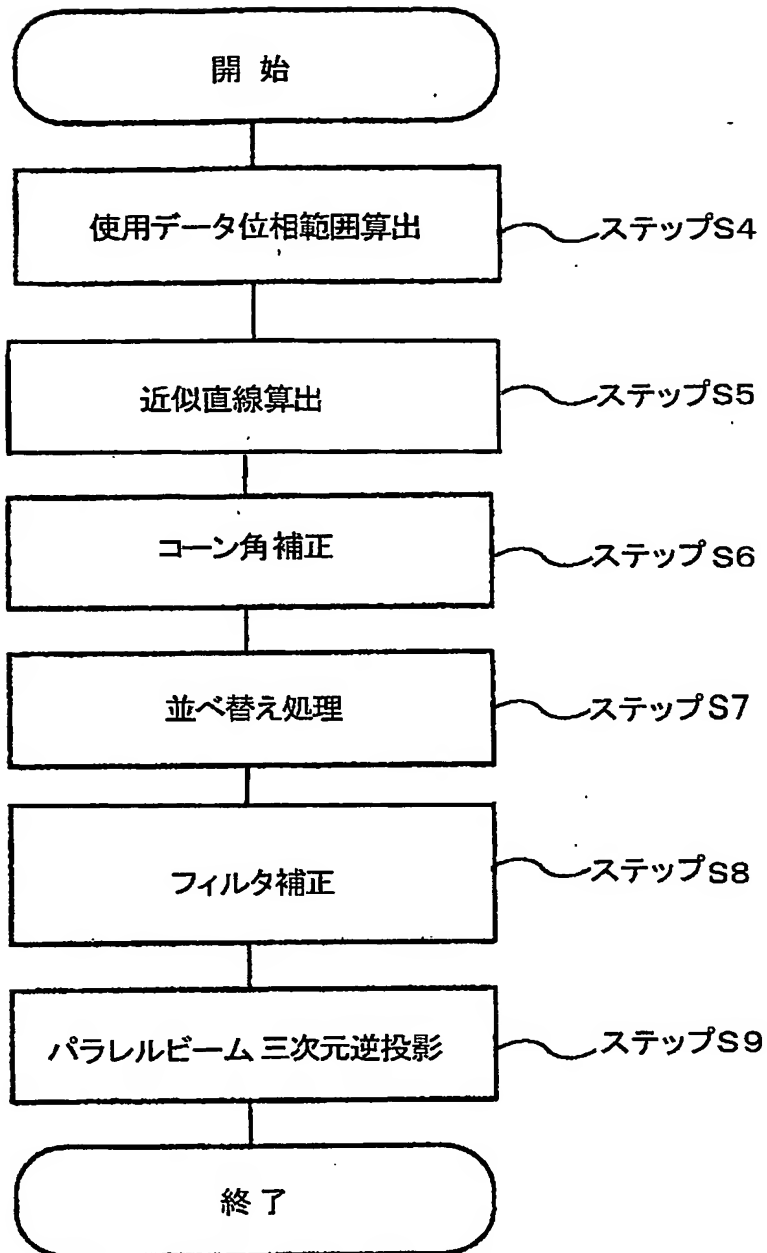 開始
使用データ位相範囲算出
ステップS4
近似直線算出
ステップS5
コーン角補正
ステップS6
並べ替え処理
ステップS7
フィルタ補正
ステップS8
パラレルビーム三次元逆投影
ステップS9
終了